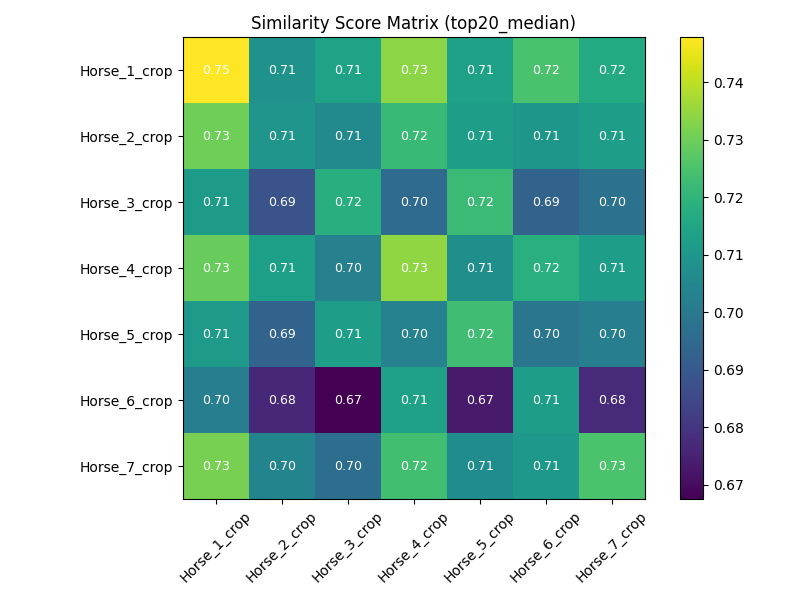 Similarity Score Matrix (top20_median)
Horse_1_crop 0.75 0.71 0.71 0.73 0.71 0.72 0.72
Horse_2_crop 0.73 0.71 0.71 0.72 0.71 0.71 0.71
Horse_3_crop 0.71 0.69 0.72 0.70 0.72 0.69 0.70
Horse_4_crop 0.73 0.71 0.70 0.73 0.71 0.72 0.71
Horse_5_crop 0.71 0.69 0.71 0.70 0.72 0.70 0.70
Horse_6_crop 0.70 0.68 0.67 0.71 0.67 0.71 0.68
Horse_7_crop 0.73 0.70 0.70 0.72 0.71 0.71 0.73
Horse_1_crop Horse_2_crop Horse_3_crop Horse_4_crop Horse_5_crop Horse_6_crop Horse_7_crop
0.74
0.73
0.72
0.71
0.70
0.69
0.68
0.67